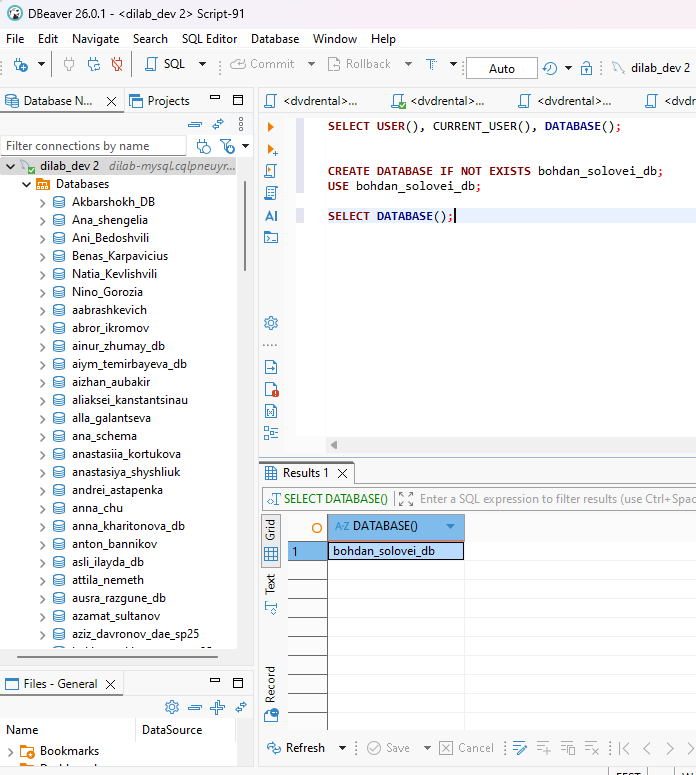 DBeaver 26.0.1 - <dilab_dev 2> Script-91
File Edit Navigate Search SQL Editor Database Window Help
SQL Commit Rollback T Auto dilab_dev 2
Database N... Projects
<dvdrental>... <dvdrental>... <dvdrental>... <dvdr
Filter connections by name
dilab_dev 2 dilab-mysql.cqlpneuyr...
Databases
Akbarshokh_DB
Ana_shengelia
Ani_Bedoshvili
Benas_Karpavicius
Natia_Kevlishvili
Nino_Gorozia
aabrashkevich
abror_ikromov
ainur_zhumay_db
aiym_temirbayeva_db
aizhan_aubakir
aliaksei_kanstantsinau
alla_galantseva
ana_schema
anastasiia_kortukova
anastasiya_shyshliuk
andrei_astapenka
anna_chu
anna_kharitonova_db
anton_bannikov
asli_ilayda_db
attila_nemeth
ausra_razgune_db
azamat_sultanov
aziz_davronov_dae_sp25
SELECT USER(), CURRENT_USER(), DATABASE();
CREATE DATABASE IF NOT EXISTS bohdan_solovei_db;
USE bohdan_solovei_db;
SELECT DATABASE();
AI
Results 1
SELECT DATABASE() Enter a SQL expression to filter results (use Ctrl+Spac
Grid
Text
Record
A-Z DATABASE()
1 bohdan_solovei_db
Refresh Save Cancel
Files - General
Name DataSource
Bookmarks